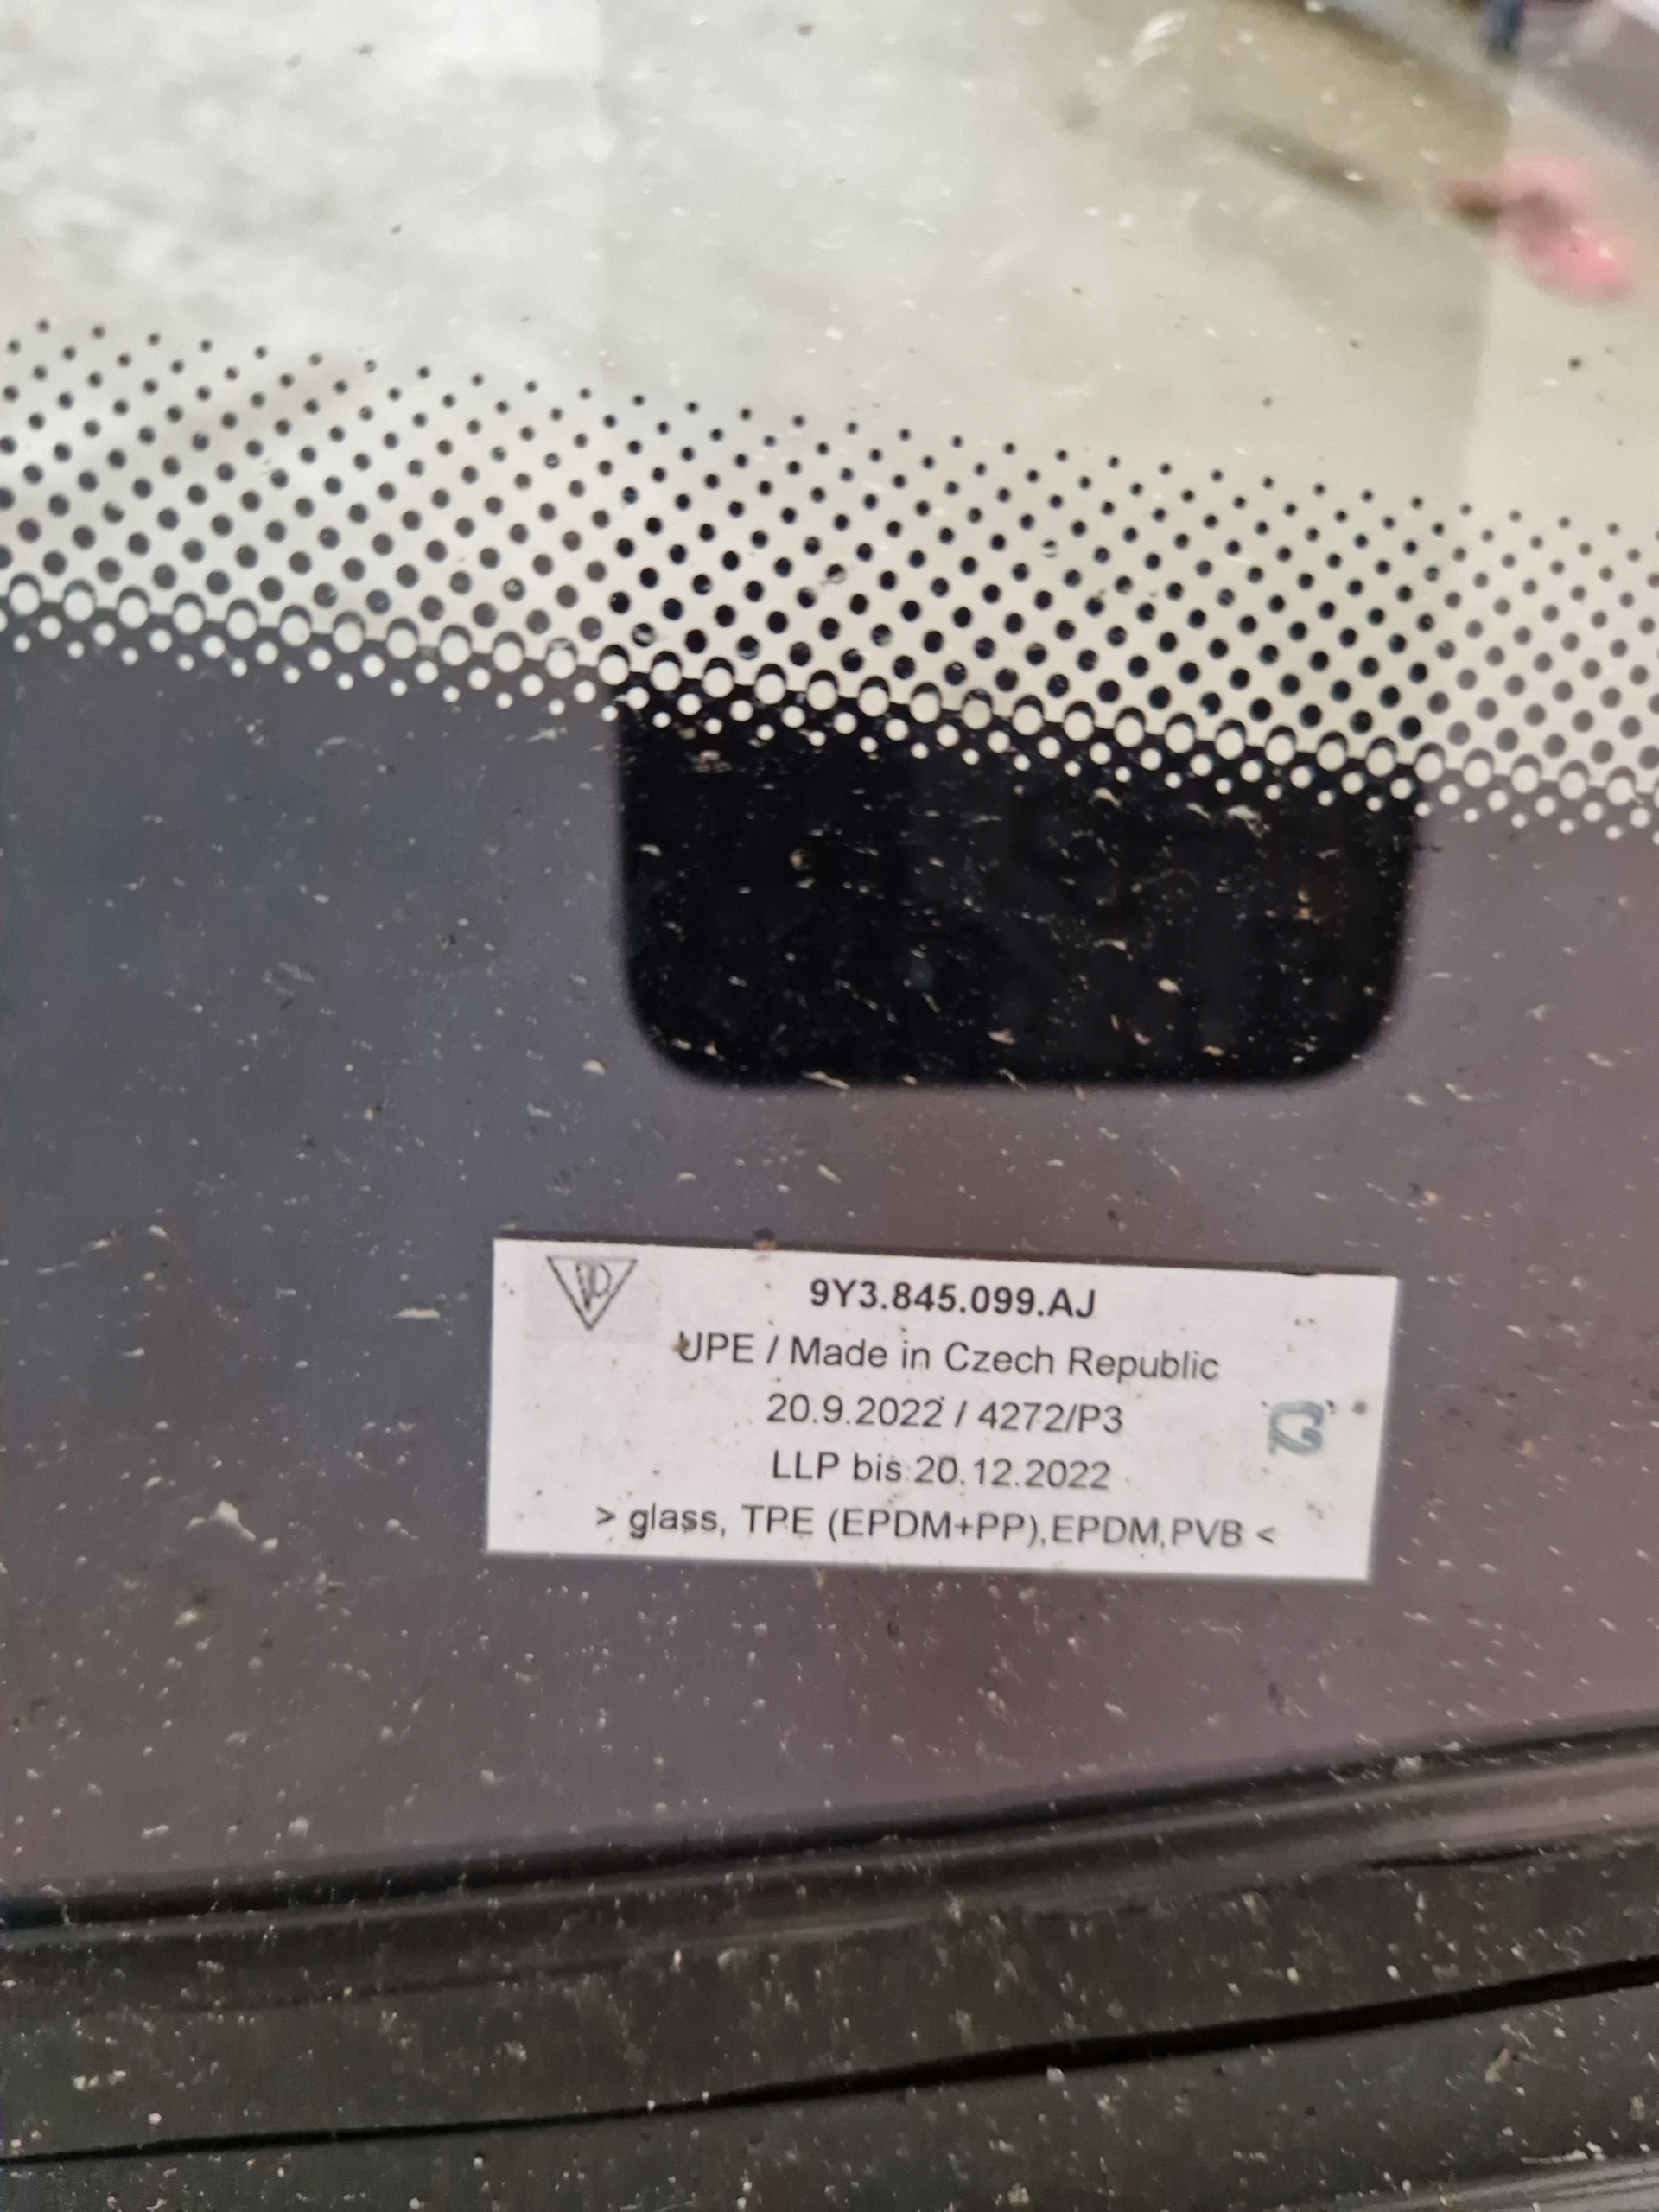 9Y3.845.099.AJ
UPE / Made in Czech Republic
20.9.2022 / 4272/P3
C2
LLP bis 20.12.2022
> glass, TPE (EPDM+PP),EPDM,PVB <